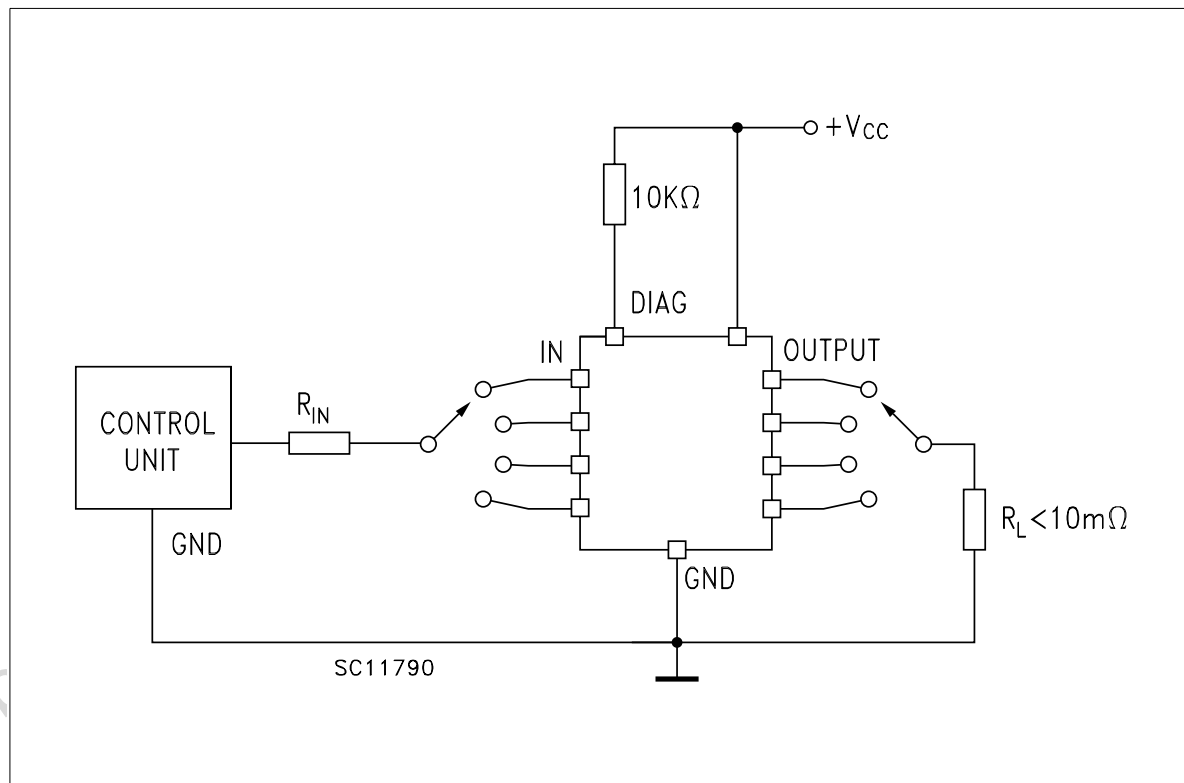 +VCC
10KΩ
DIAG
IN
OUTPUT
RIN
CONTROL
UNIT
RL<10mΩ
GND
GND
SC11790